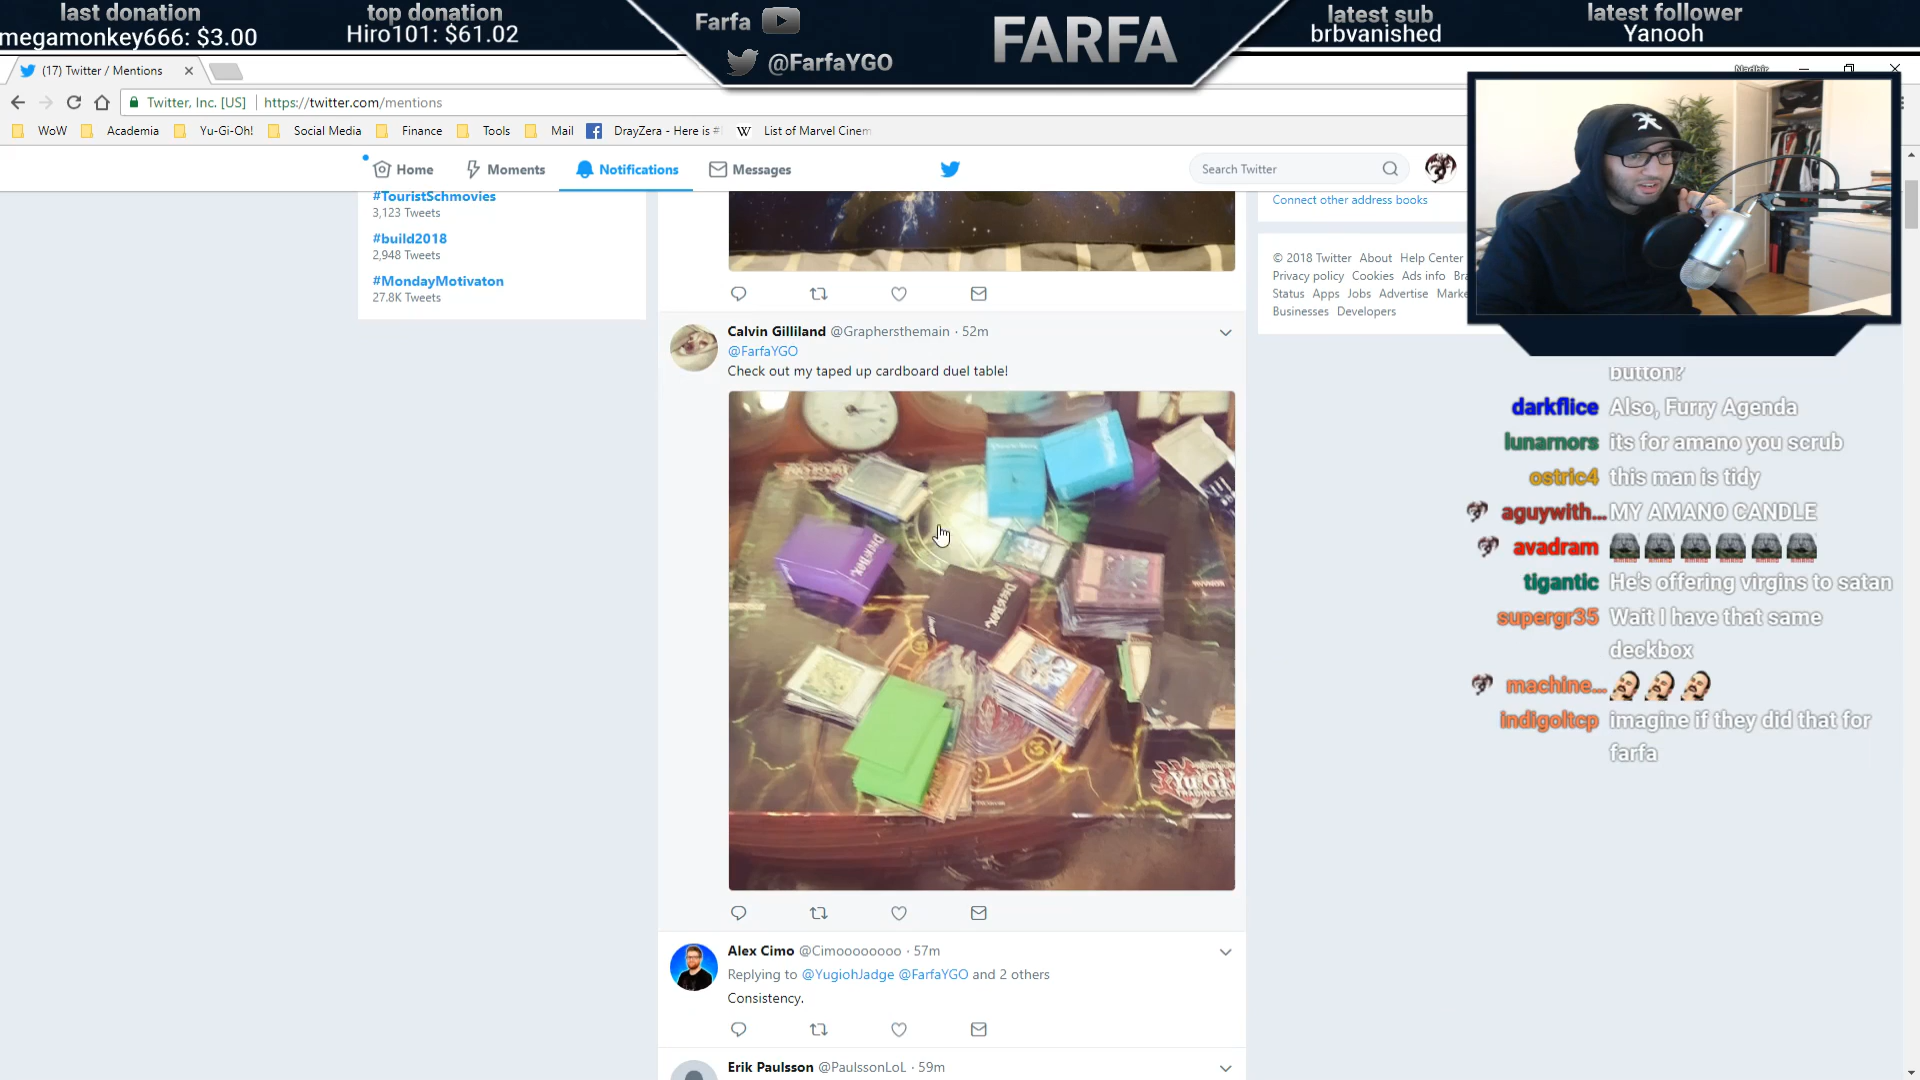 last donation
megamonkey666: $3.00
top donation
Hiro101: $61.02
Farfa
@FarfaYGO
FARFA
latest sub
brbvanished
latest follower
Yanooh
(17) Twitter / Mentions
Twitter, Inc. [US]
https://twitter.com/mentions
WoW
Academia
Yu-Gi-Oh!
Social Media
Finance
Tools
Mail
DrayZera - Here is #
List of Marvel Cinem
Home
Moments
Notifications
Messages
Search Twitter
#TouristSchmovies
3,123 Tweets
#build2018
2,948 Tweets
#MondayMotivaton
27.8K Tweets
Calvin Gilliland @Graphersthemain · 52m
@FarfaYGO
Check out my taped up cardboard duel table!
Alex Cimo @Cimoooooooo · 57m
Replying to @YugiohJadge @FarfaYGO and 2 others
Consistency.
Erik Paulsson @PaulssonLoL · 59m
Connect other address books
© 2018 Twitter About Help Center
Privacy policy Cookies Ads info
Status Apps Jobs Advertise Marke
Businesses Developers
button?
darkflice Also, Furry Agenda
lunarnors its for amano you scrub
ostric4 this man is tidy
aguywith... MY AMANO CANDLE
avadram
tigantic He's offering virgins to satan
supergr35 Wait I have that same
deckbox
machine...
indigoltcp imagine if they did that for
farfa